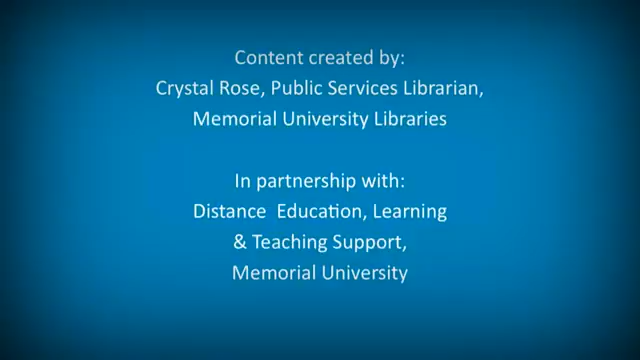 Content created by:
Crystal Rose, Public Services Librarian,
Memorial University Libraries
In partnership with:
Distance  Education, Learning
& Teaching Support,
Memorial University